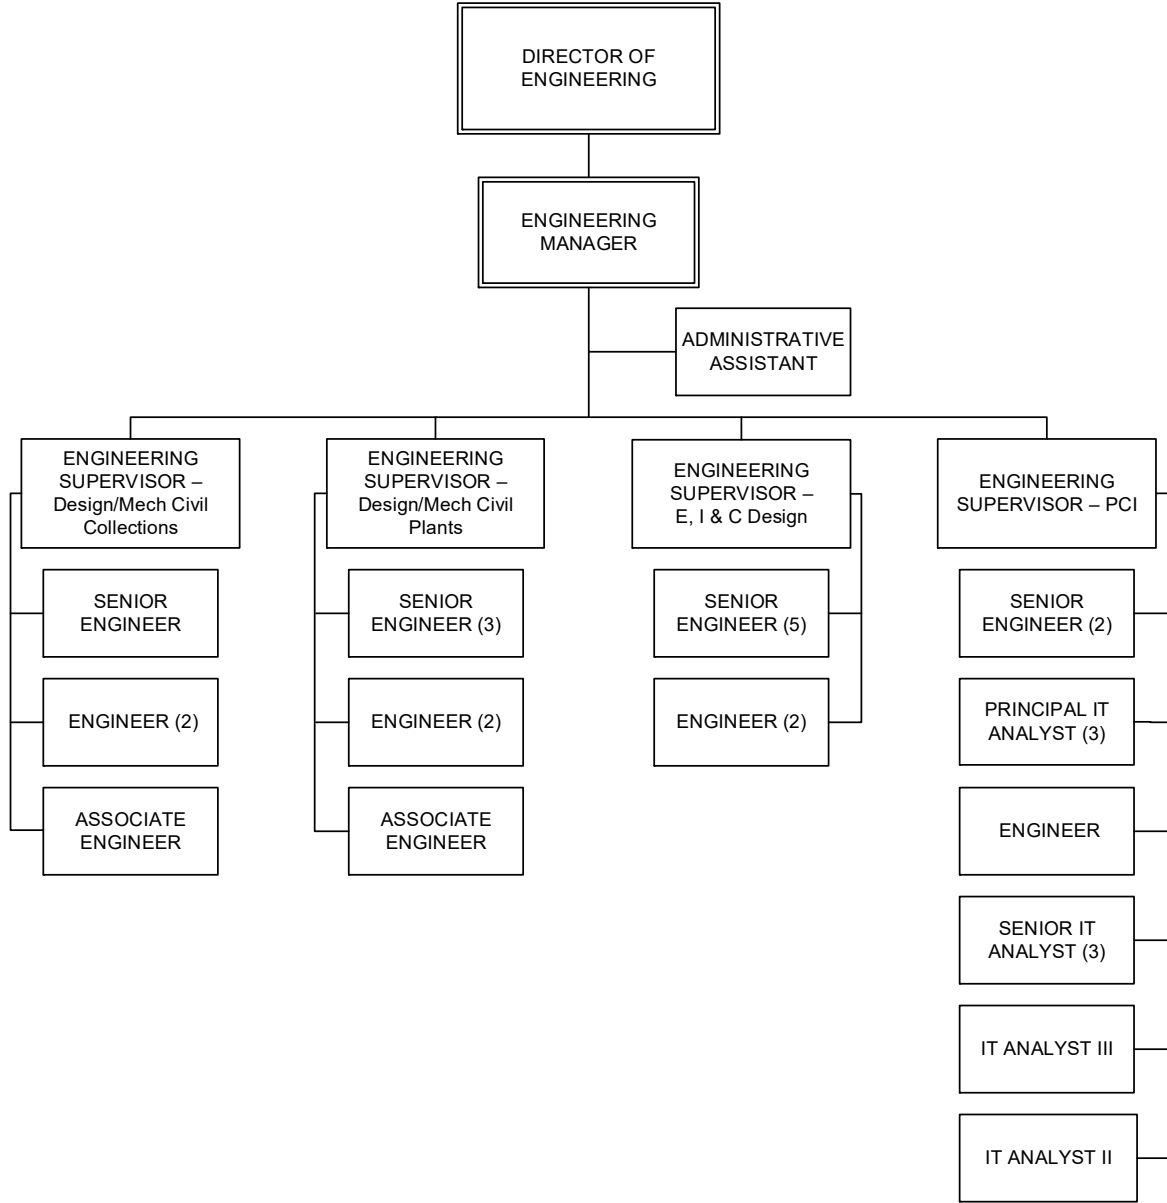 DIRECTOR OF
ENGINEERING
ENGINEERING
MANAGER
ADMINISTRATIVE
ASSISTANT
ENGINEERING
SUPERVISOR –
Design/Mech Civil
Collections
SENIOR
ENGINEER
ENGINEER (2)
ASSOCIATE
ENGINEER
ENGINEERING
SUPERVISOR –
Design/Mech Civil
Plants
SENIOR
ENGINEER (3)
ENGINEER (2)
ASSOCIATE
ENGINEER
ENGINEERING
SUPERVISOR –
E, I & C Design
SENIOR
ENGINEER (5)
ENGINEER (2)
ENGINEERING
SUPERVISOR – PCI
SENIOR
ENGINEER (2)
PRINCIPAL IT
ANALYST (3)
ENGINEER
SENIOR IT
ANALYST (3)
IT ANALYST III
IT ANALYST II